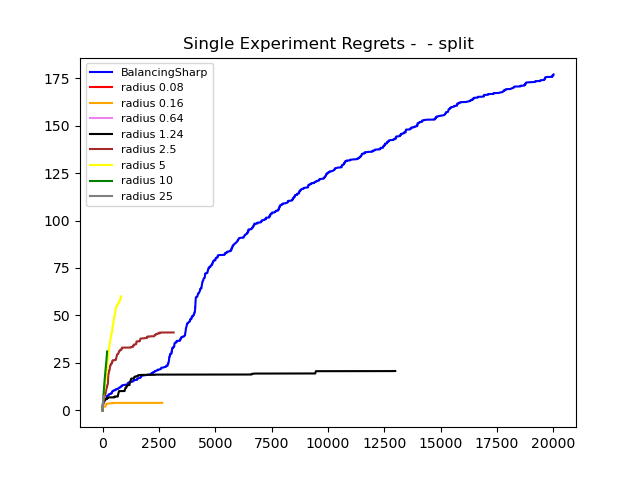 Single Experiment Regrets -  - split
BalancingSharp
radius 0.08
radius 0.16
radius 0.64
radius 1.24
radius 2.5
radius 5
radius 10
radius 25
175
150
125
100
75
50
25
0
0 2500 5000 7500 10000 12500 15000 17500 20000